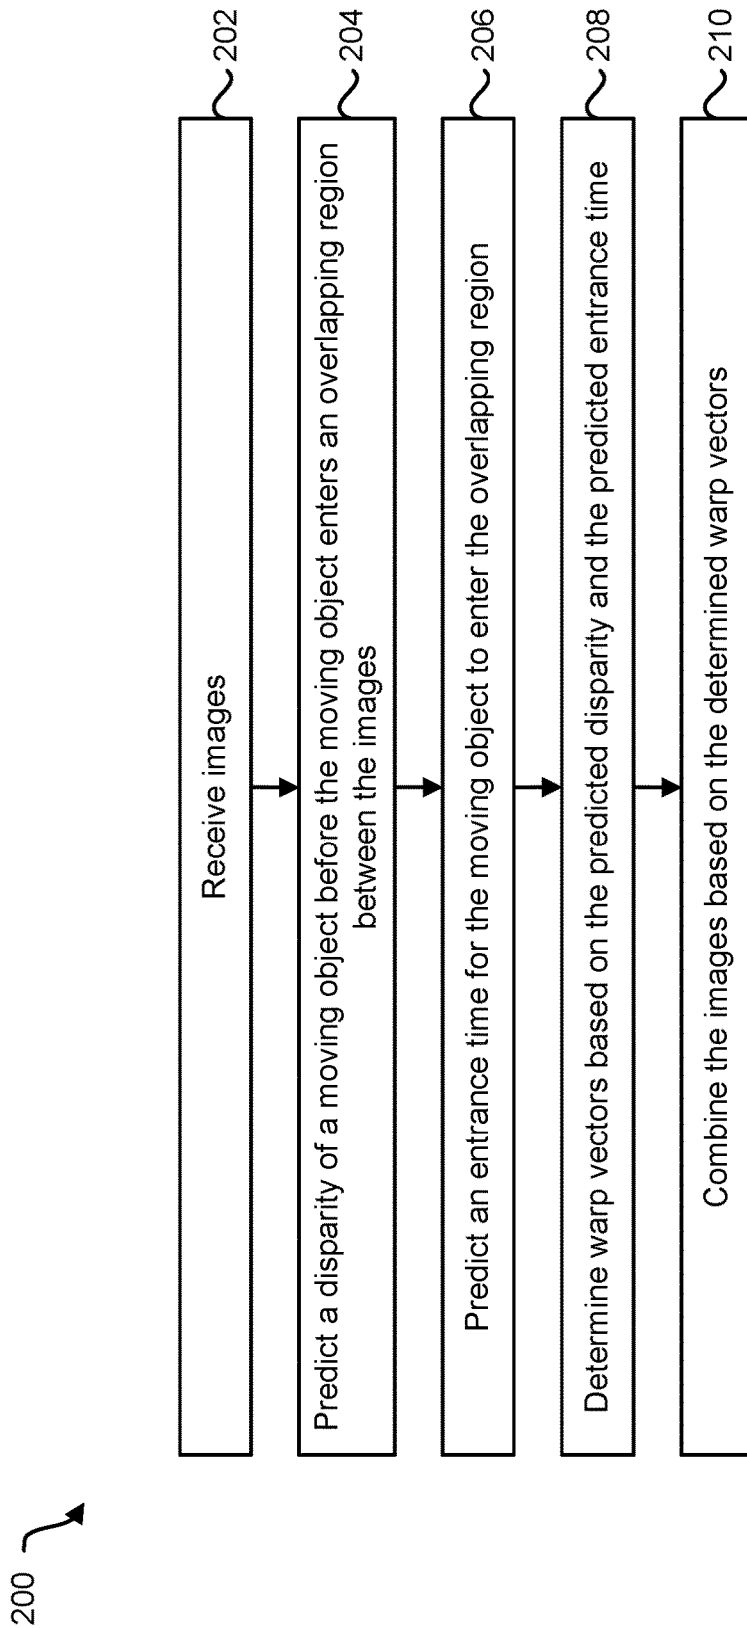 200
Receive images
202
Predict a disparity of a moving object before the moving object enters an overlapping region
between the images
204
Predict an entrance time for the moving object to enter the overlapping region
206
Determine warp vectors based on the predicted disparity and the predicted entrance time
208
Combine the images based on the determined warp vectors
210